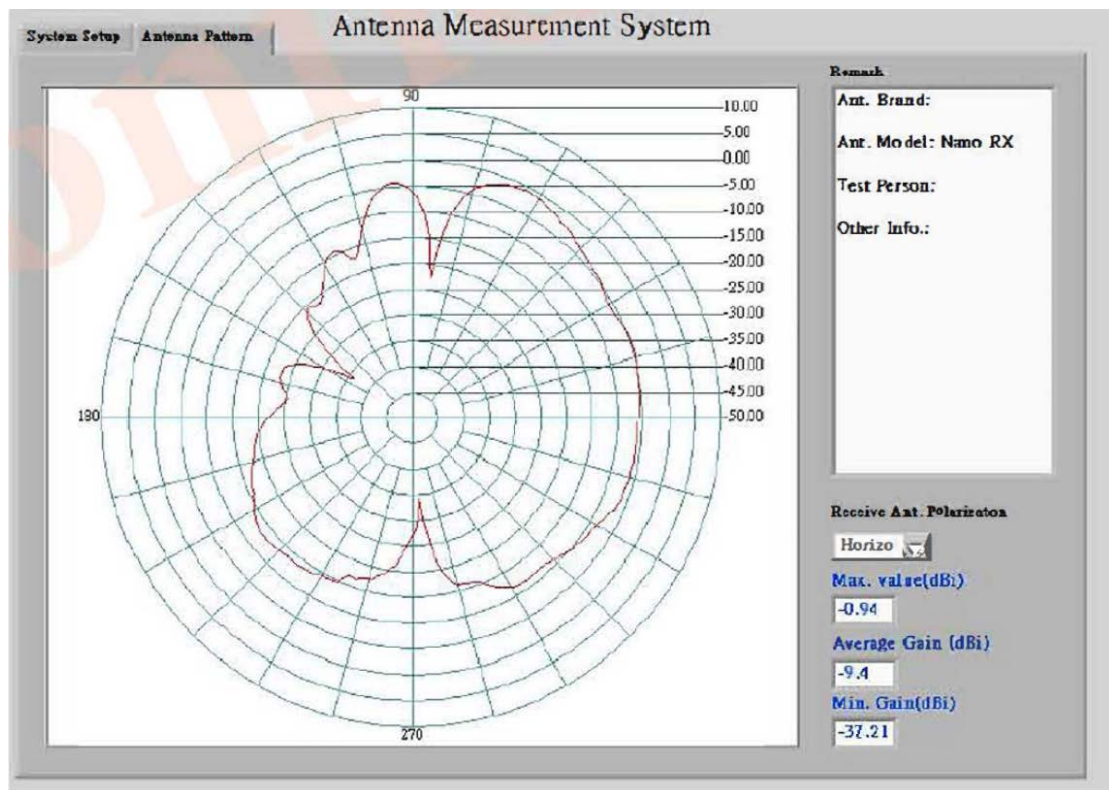 Antenna Measurement System
System Setup
Antenna Pattern
Remark
Ant. Brand:
Ant. Model: Nano RX
Test Person:
Other Info.:
90
10.00
5.00
0.00
-5.00
-10.00
-15.00
-20.00
-25.00
-30.00
-35.00
-40.00
-45.00
-50.00
180
270
Receive Ant. Polarizaton
Horizo
Max. value(dBi)
-0.94
Average Gain (dBi)
-9.4
Min. Gain(dBi)
-37.21